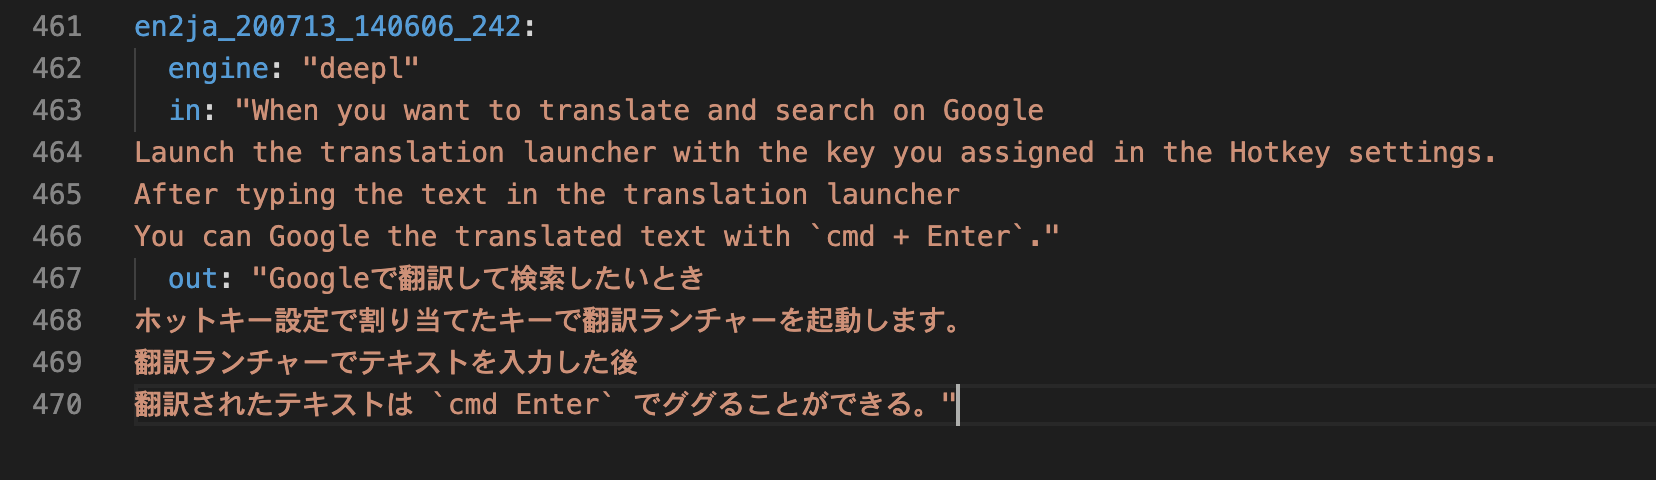 461 en2ja_200713_140606_242:
462 engine: "deepl"
463 in: "When you want to translate and search on Google
464 Launch the translation launcher with the key you assigned in the Hotkey settings.
465 After typing the text in the translation launcher
466 You can Google the translated text with `cmd + Enter`."
467 out: "Googleで翻訳して検索したいとき
468 ホットキー設定で割り当てたキーで翻訳ランチャーを起動します。
469 翻訳ランチャーでテキストを入力した後
470 翻訳されたテキストは `cmd Enter` でググることができる。"